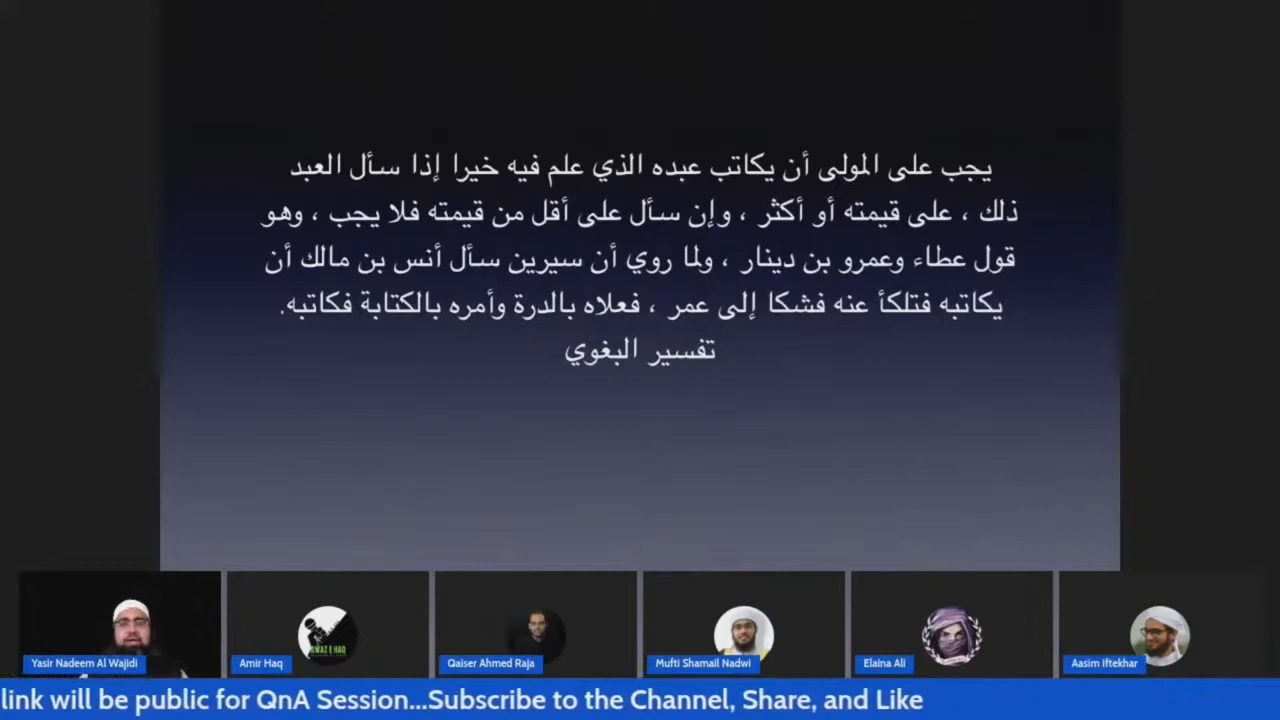 يجب على المولى أن يكاتب عبده الذي علم فيه خيرا إذا سأل العبد
ذلك ، على قيمته أو أكثر ، وإن سأل على أقل من قيمته فلا يجب ، وهو
قول عطاء وعمرو بن دينار ، ولما روي أن سيرين سأل أنس بن مالك أن
يكاتبه فتلكأ عنه فشكا إلى عمر ، فعلاه بالدرة وأمره بالكتابة فكاتبه.
تفسير البغوي
Yasir Nadeem Al Wajidi
Amir Haq
Qaiser Ahmed Raja
Mufti Shamail Nadwi
Elaina Ali
Aasim Iftekhar
link will be public for QnA Session...Subscribe to the Channel, Share, and Like